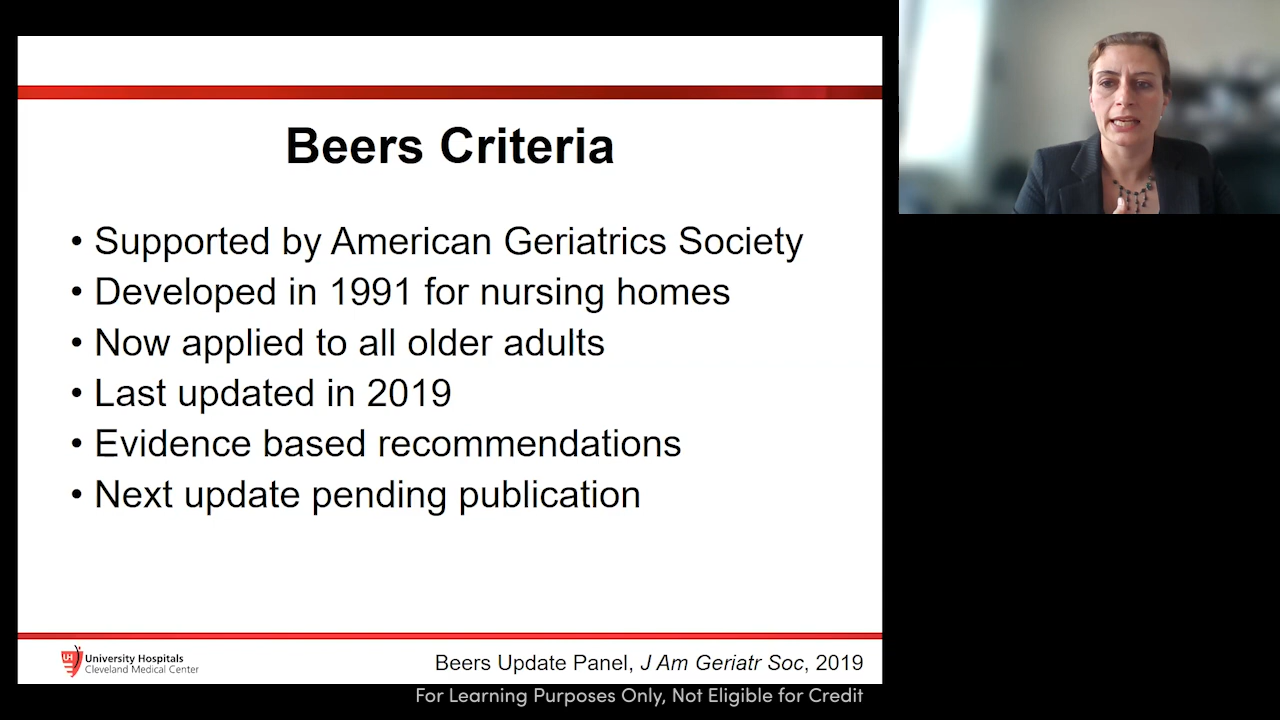 Beers Criteria
• Supported by American Geriatrics Society
• Developed in 1991 for nursing homes
• Now applied to all older adults
• Last updated in 2019
• Evidence based recommendations
• Next update pending publication
UH
University Hospitals
Cleveland Medical Center
Beers Update Panel, J Am Geriatr Soc, 2019
For Learning Purposes Only, Not Eligible for Credit